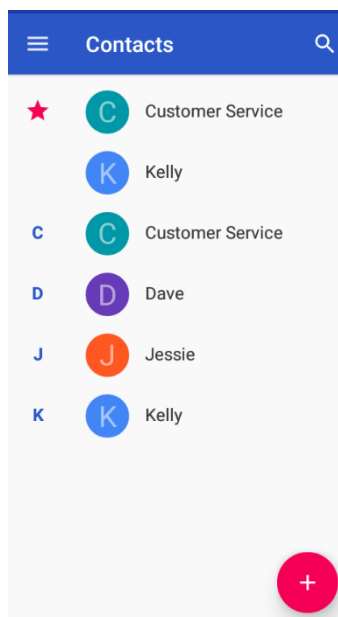 Contacts
C Customer Service
K Kelly
C C Customer Service
D D Dave
J J Jessie
K K Kelly
+